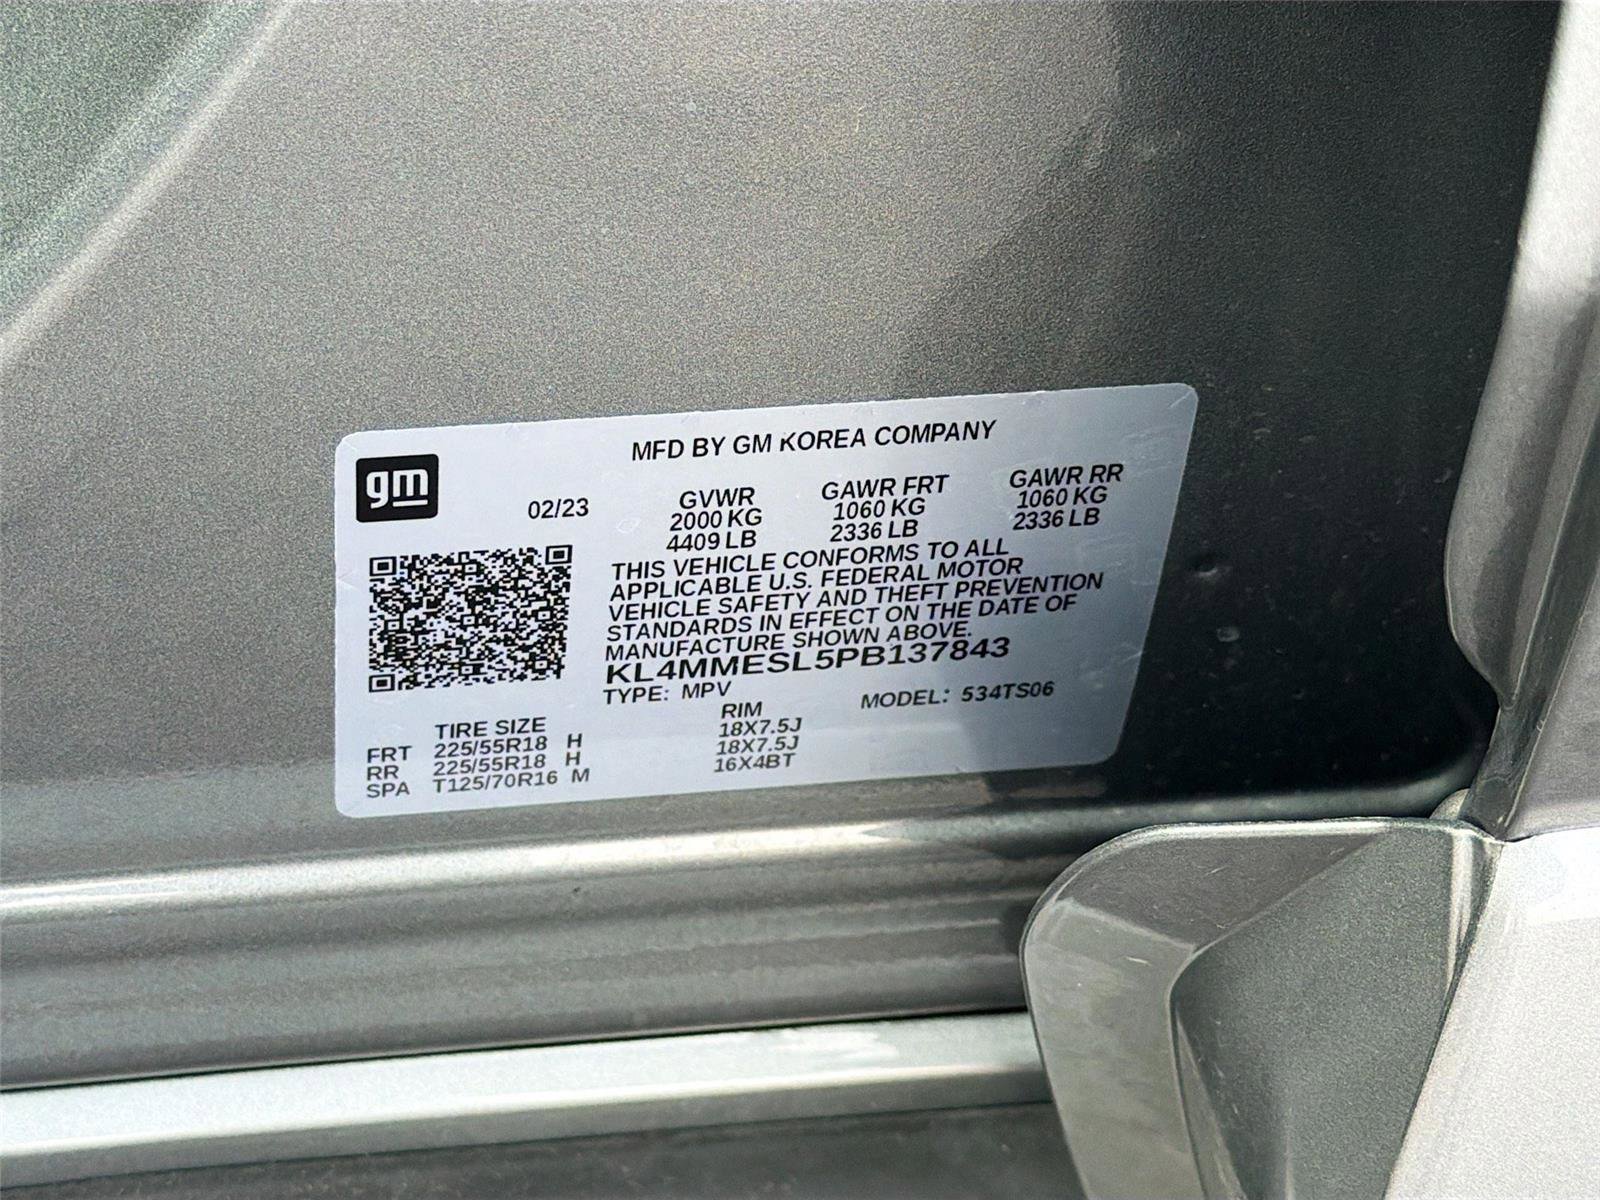 gm
MFD BY GM KOREA COMPANY
02/23
GVWR GAWR FRT GAWR RR
2000 KG 1060 KG 1060 KG
4409 LB 2336 LB 2336 LB
THIS VEHICLE CONFORMS TO ALL
APPLICABLE U.S. FEDERAL MOTOR
VEHICLE SAFETY AND THEFT PREVENTION
STANDARDS IN EFFECT ON THE DATE OF
MANUFACTURE SHOWN ABOVE.
KL4MMESL5PB137843
TYPE: MPV MODEL: 534TS06
TIRE SIZE RIM
FRT 225/55R18 H 18X7.5J
RR 225/55R18 H 18X7.5J
SPA T125/70R16 M 16X4BT